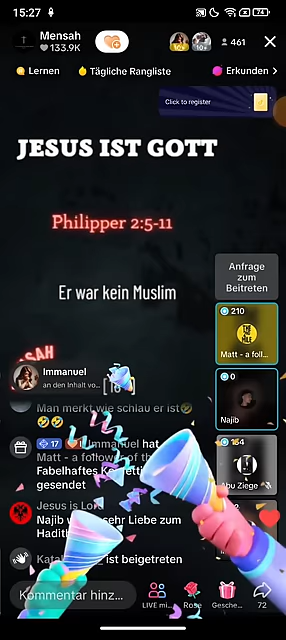 15:27
74
Mensah
133.9K
461
Lernen
Tägliche Rangliste
Erkunden
Click to register
JESUS IST GOTT
Philipper 2:5-11
Er war kein Muslim
Anfrage
zum
Beitreten
210
Matt - a foll...
0
Najib
Abu Ziege
Immanuel
an den Inhalt vo...
Man merkt wie schlau er ist🤣
🤣🤣
17 Immanuel hat
Matt - a follower of th
Fabelhaftes
gesendet
Jesus is Lord
Najib sehr Liebe zum
ist beigetreten
Kommentar hinz...
LIVE mi...
Rose
Gesche...
72